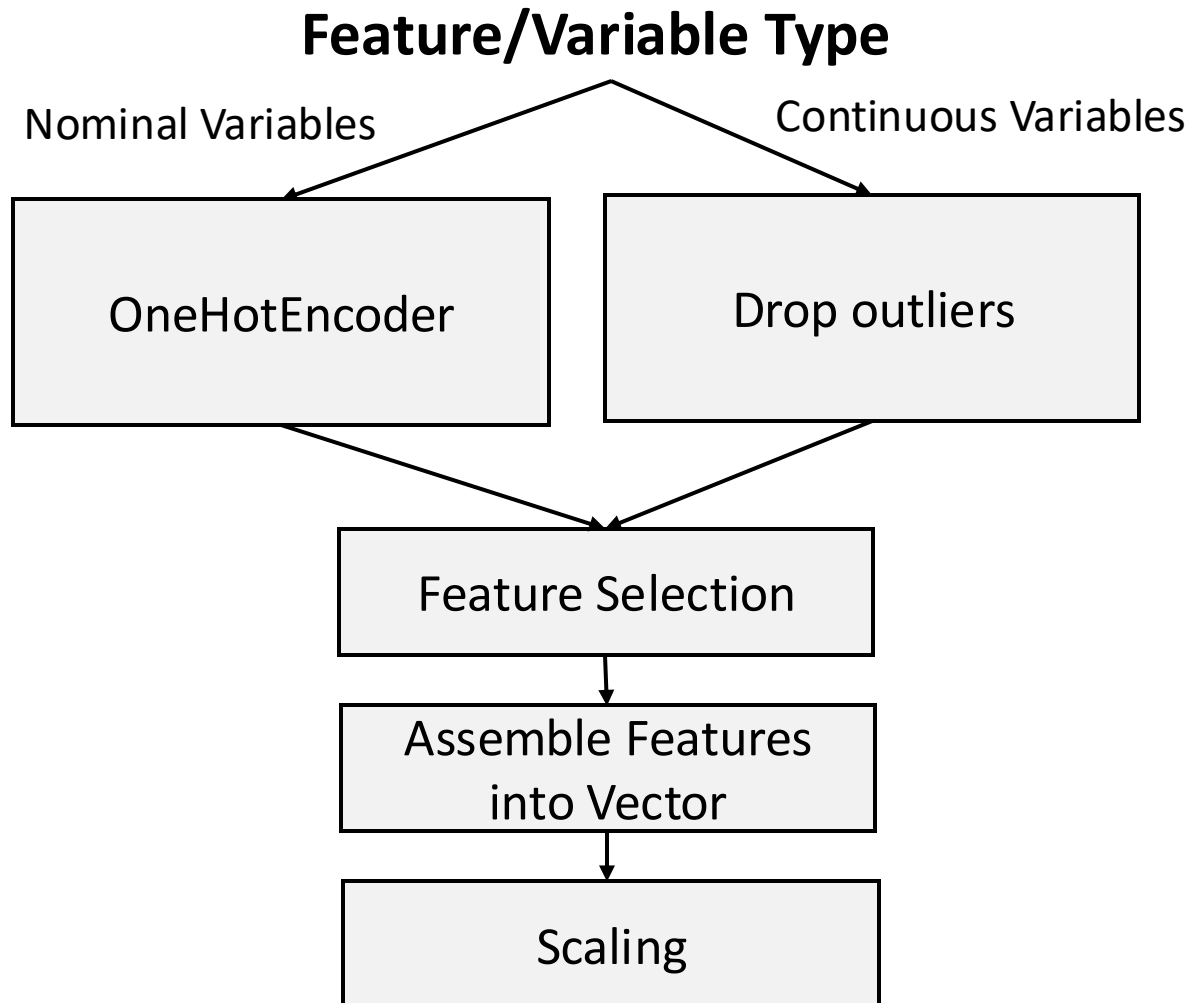 Feature/Variable Type
Nominal Variables
Continuous Variables
OneHotEncoder
Drop outliers
Feature Selection
Assemble Features
into Vector
Scaling